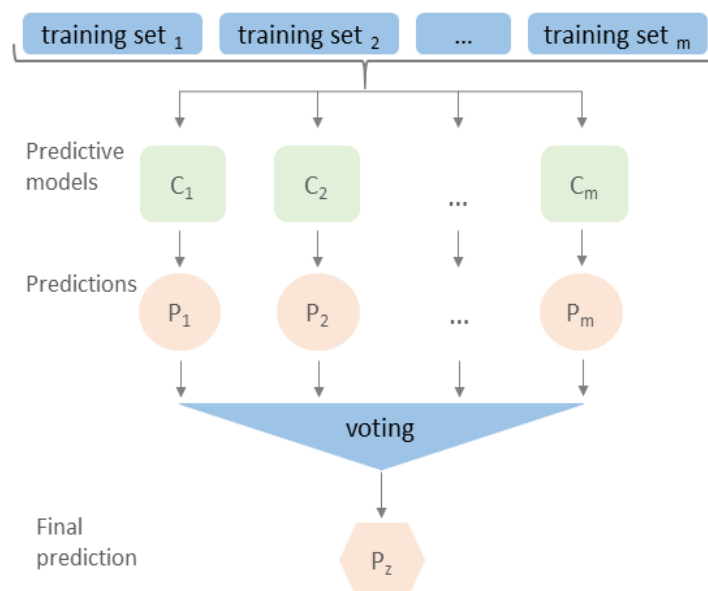 training set 1 training set 2 ... training set m
Predictive
models
C1 C2 ... Cm
Predictions
P1 P2 ... Pm
voting
Final
prediction
Pz